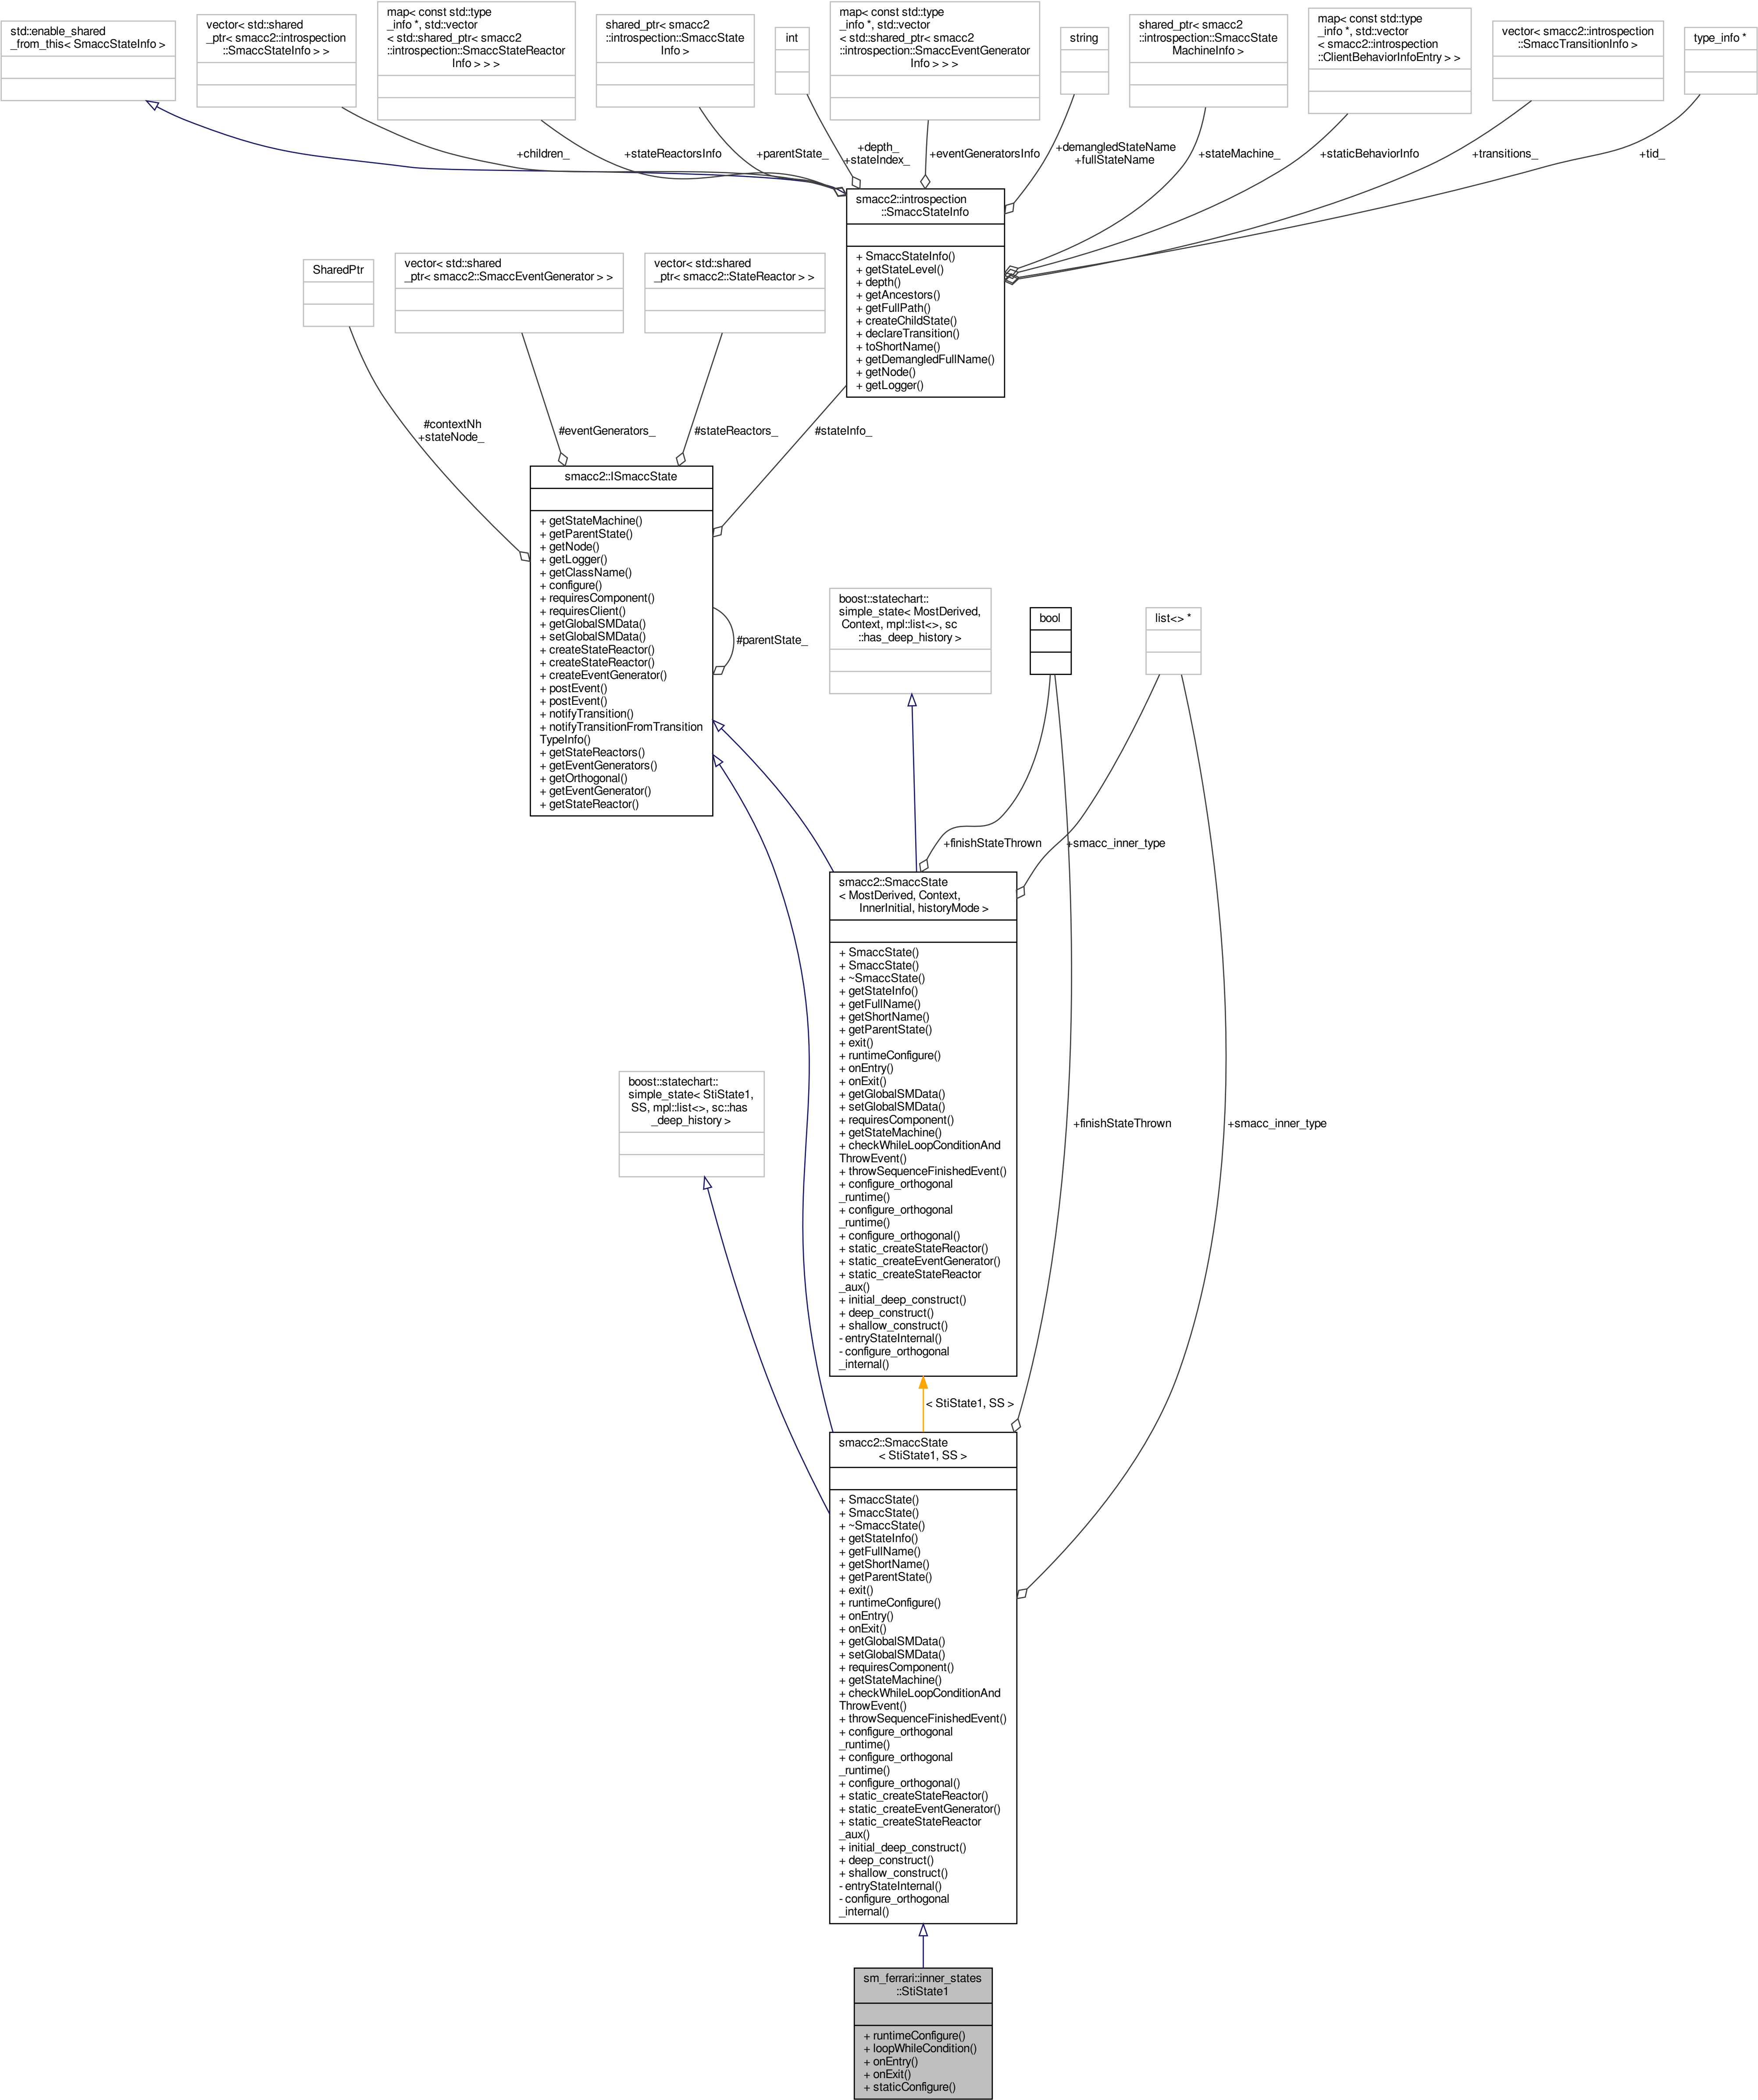 std::enable_shared
_from_this< SmaccStateInfo >
vector< std::shared
_ptr< smacc2::introspection
::SmaccStateInfo > >
map< const std::type
_info *, std::vector
< std::shared_ptr< smacc2
::introspection::SmaccStateReactor
Info > > >
shared_ptr< smacc2
::introspection::SmaccState
Info >
int
map< const std::type
_info *, std::vector
< std::shared_ptr< smacc2
::introspection::SmaccEventGenerator
Info > > >
string
shared_ptr< smacc2
::introspection::SmaccState
MachineInfo >
map< const std::type
_info *, std::vector
< smacc2::introspection
::ClientBehaviorInfoEntry > >
vector< smacc2::introspection
::SmaccTransitionInfo >
type_info *
+children_
+stateReactorsInfo
+parentState_
+depth_
+stateIndex_
+eventGeneratorsInfo
+demangledStateName
+fullStateName
+stateMachine_
+staticBehaviorInfo
+transitions_
+tid_
smacc2::introspection
::SmaccStateInfo
+ SmaccStateInfo()
+ getStateLevel()
+ depth()
+ getAncestors()
+ getFullPath()
+ createChildState()
+ declareTransition()
+ toShortName()
+ getDemangledFullName()
+ getNode()
+ getLogger()
SharedPtr
vector< std::shared
_ptr< smacc2::SmaccEventGenerator > >
vector< std::shared
_ptr< smacc2::StateReactor > >
#contextNh
+stateNode_
#eventGenerators_
#stateReactors_
#stateInfo_
smacc2::ISmaccState
+ getStateMachine()
+ getParentState()
+ getNode()
+ getLogger()
+ getClassName()
+ configure()
+ requiresComponent()
+ requiresClient()
+ getGlobalSMData()
+ setGlobalSMData()
+ createStateReactor()
+ createStateReactor()
+ createEventGenerator()
+ postEvent()
+ postEvent()
+ notifyTransition()
+ notifyTransitionFromTransition
TypeInfo()
+ getStateReactors()
+ getEventGenerators()
+ getOrthogonal()
+ getEventGenerator()
+ getStateReactor()
#parentState_
boost::statechart::
simple_state< MostDerived,
Context, mpl::list<>, sc
::has_deep_history >
bool
list<> *
+finishStateThrown
+smacc_inner_type
smacc2::SmaccState
< MostDerived, Context,
InnerInitial, historyMode >
+ SmaccState()
+ SmaccState()
+ ~SmaccState()
+ getStateInfo()
+ getFullName()
+ getShortName()
+ getParentState()
+ exit()
+ runtimeConfigure()
+ onEntry()
+ onExit()
+ getGlobalSMData()
+ setGlobalSMData()
+ requiresComponent()
+ getStateMachine()
+ checkWhileLoopConditionAnd
ThrowEvent()
+ throwSequenceFinishedEvent()
+ configure_orthogonal
_runtime()
+ configure_orthogonal
_runtime()
+ configure_orthogonal()
+ static_createStateReactor()
+ static_createEventGenerator()
+ static_createStateReactor
_aux()
+ initial_deep_construct()
+ deep_construct()
+ shallow_construct()
- entryStateInternal()
- configure_orthogonal
_internal()
boost::statechart::
simple_state< StiState1,
SS, mpl::list<>, sc::has
_deep_history >
+finishStateThrown
+smacc_inner_type
< StiState1, SS >
smacc2::SmaccState
< StiState1, SS >
+ SmaccState()
+ SmaccState()
+ ~SmaccState()
+ getStateInfo()
+ getFullName()
+ getShortName()
+ getParentState()
+ exit()
+ runtimeConfigure()
+ onEntry()
+ onExit()
+ getGlobalSMData()
+ setGlobalSMData()
+ requiresComponent()
+ getStateMachine()
+ checkWhileLoopConditionAnd
ThrowEvent()
+ throwSequenceFinishedEvent()
+ configure_orthogonal
_runtime()
+ configure_orthogonal
_runtime()
+ configure_orthogonal()
+ static_createStateReactor()
+ static_createEventGenerator()
+ static_createStateReactor
_aux()
+ initial_deep_construct()
+ deep_construct()
+ shallow_construct()
- entryStateInternal()
- configure_orthogonal
_internal()
sm_ferrari::inner_states
::StiState1
+ runtimeConfigure()
+ loopWhileCondition()
+ onEntry()
+ onExit()
+ staticConfigure()